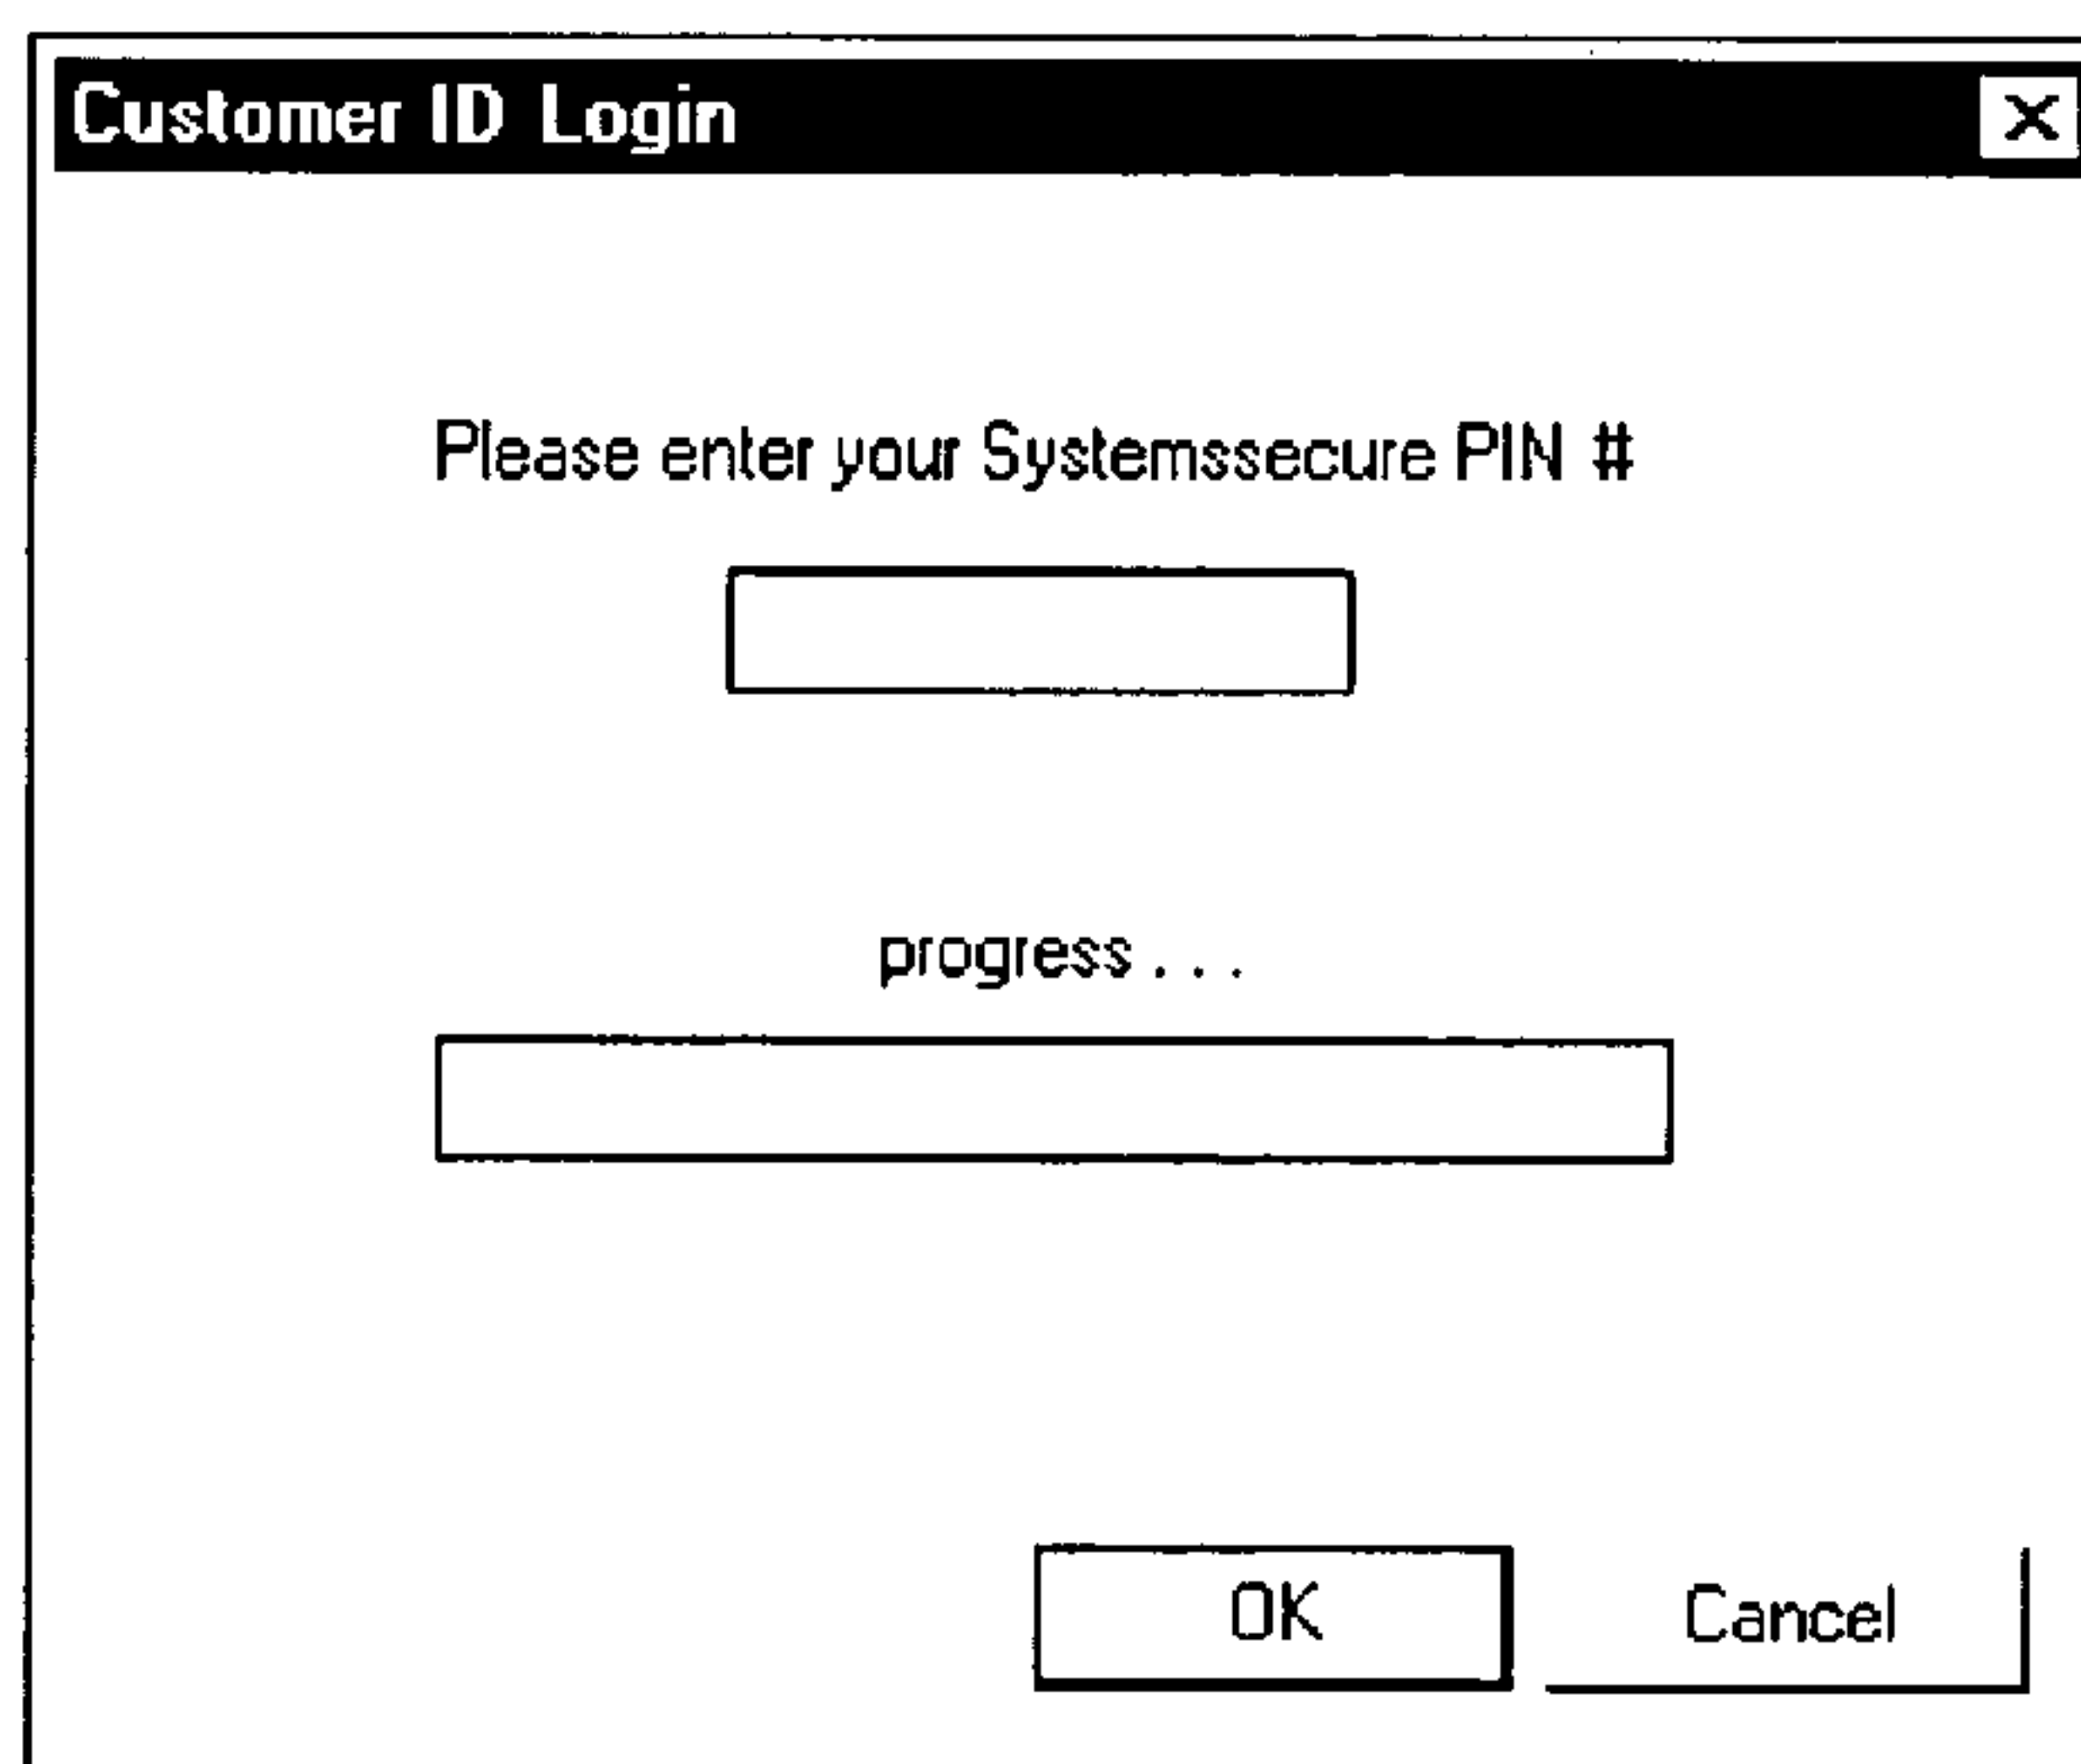 Customer ID Login
Please enter your Systemssecure PIN #
progress . . .
OK Cancel